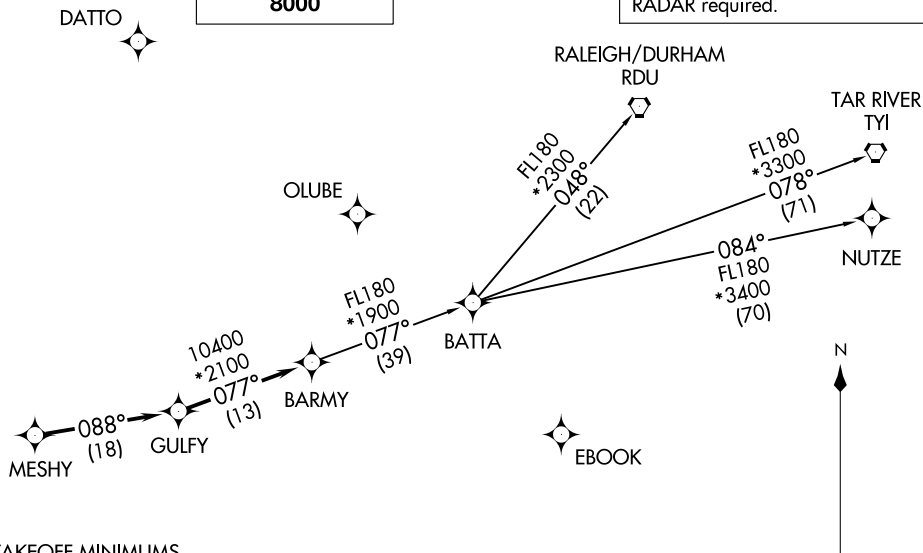 8000
RADAR required.
DATTO
RALEIGH/DURHAM
RDU
TAR RIVER
TYI
FL180
*2300
048°
(22)
FL180
*3300
078°
(71)
OLUBE
084°
FL180
*3400
(70)
NUTZE
FL180
*1900
077°
(39)
BATTA
10400
*2100
077°
(13)
BARMY
N
088°
(18)
GULFY
MESHY
EBOOK
TAKEOFF MINIMUMS